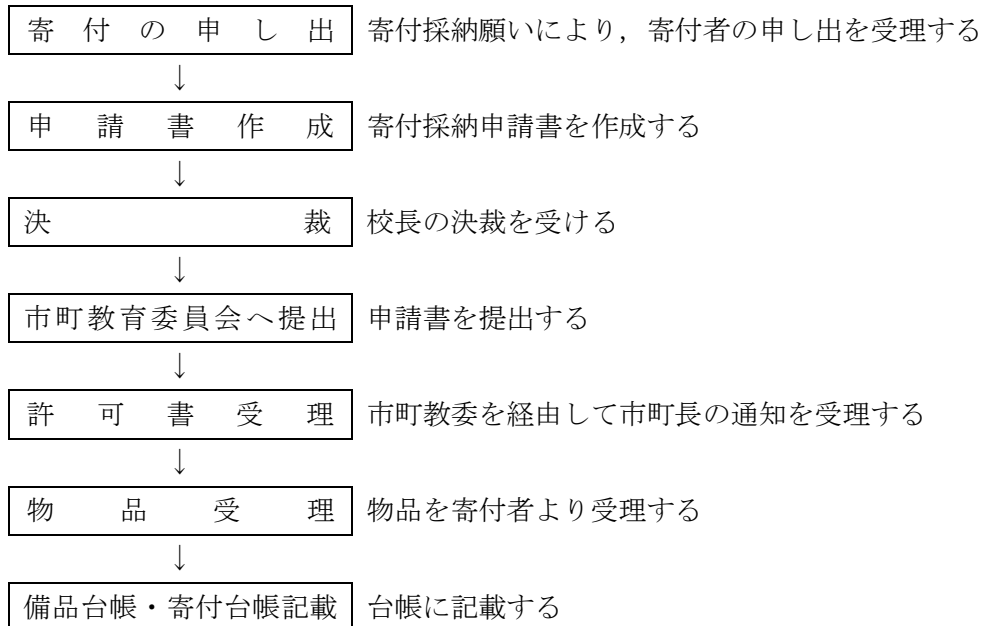 寄付の申し出 寄付採納願いにより，寄付者の申し出を受理する
↓
申請書作成 寄付採納申請書を作成する
↓
決裁 校長の決裁を受ける
↓
市町教育委員会へ提出 申請書を提出する
↓
許可書受理 市町教委を経由して市町長の通知を受理する
↓
物品受理 物品を寄付者より受理する
↓
備品台帳・寄付台帳記載 台帳に記載する